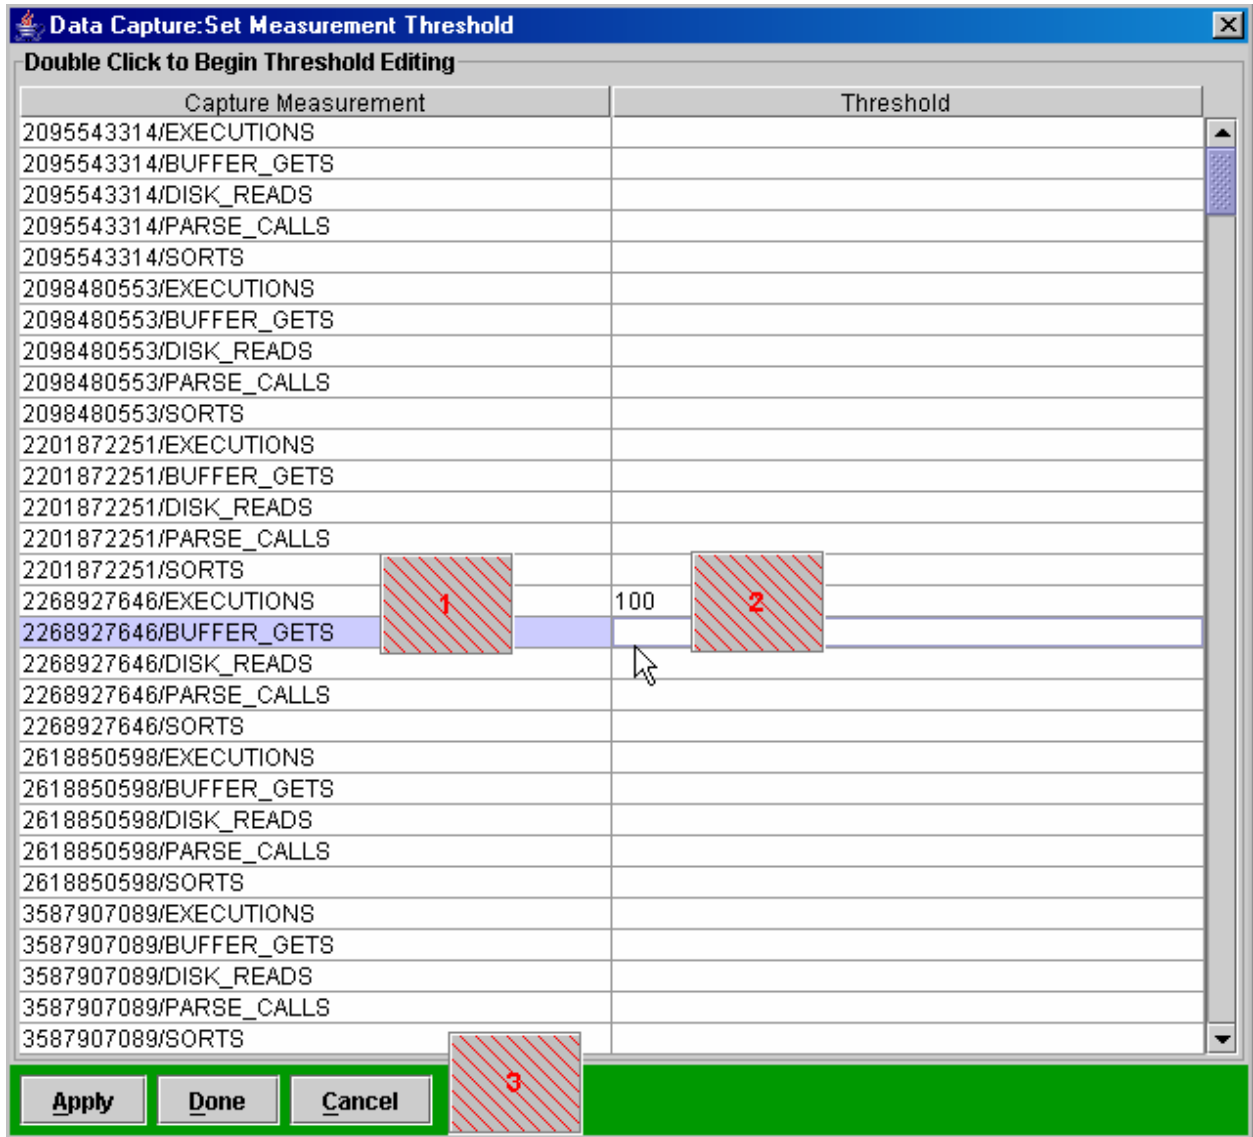 Data Capture:Set Measurement Threshold
Double Click to Begin Threshold Editing
Capture Measurement Threshold
2095543314/EXECUTIONS
2095543314/BUFFER_GETS
2095543314/DISK_READS
2095543314/PARSE_CALLS
2095543314/SORTS
2098480553/EXECUTIONS
2098480553/BUFFER_GETS
2098480553/DISK_READS
2098480553/PARSE_CALLS
2098480553/SORTS
2201872251/EXECUTIONS
2201872251/BUFFER_GETS
2201872251/DISK_READS
2201872251/PARSE_CALLS
2201872251/SORTS
2268927646/EXECUTIONS 1 100 2
2268927646/BUFFER_GETS
2268927646/DISK_READS
2268927646/PARSE_CALLS
2268927646/SORTS
2618850598/EXECUTIONS
2618850598/BUFFER_GETS
2618850598/DISK_READS
2618850598/PARSE_CALLS
2618850598/SORTS
3587907089/EXECUTIONS
3587907089/BUFFER_GETS
3587907089/DISK_READS
3587907089/PARSE_CALLS
3587907089/SORTS
3
Apply Done Cancel